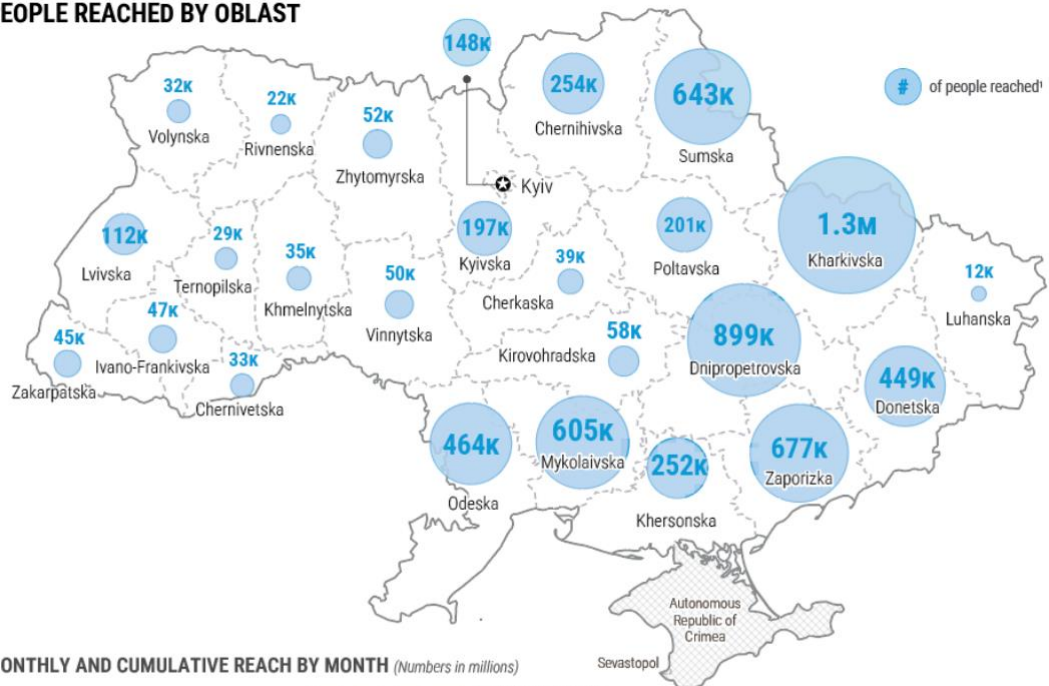 EOPLE REACHED BY OBLAST
148K
# of people reached¹
32K
Volynska
22K
Rivnenska
52K
Zhytomyrska
254K
Chernihivska
643K
Sumska
Kyiv
112K
Lvivska
29K
Ternopilska
35K
Khmelnytska
50K
Vinnytska
197K
Kyivska
39K
Cherkaska
201K
Poltavska
1.3M
Kharkivska
12K
Luhanska
45K
Zakarpatska
47K
Ivano-Frankivska
33K
Chernivetska
58K
Kirovohradska
899K
Dnipropetrovska
449K
Donetska
464K
Odeska
605K
Mykolaivska
252K
Khersonska
677K
Zaporizka
Autonomous
Republic of
Crimea
Sevastopol
ONTHLY AND CUMULATIVE REACH BY MONTH (Numbers in millions)